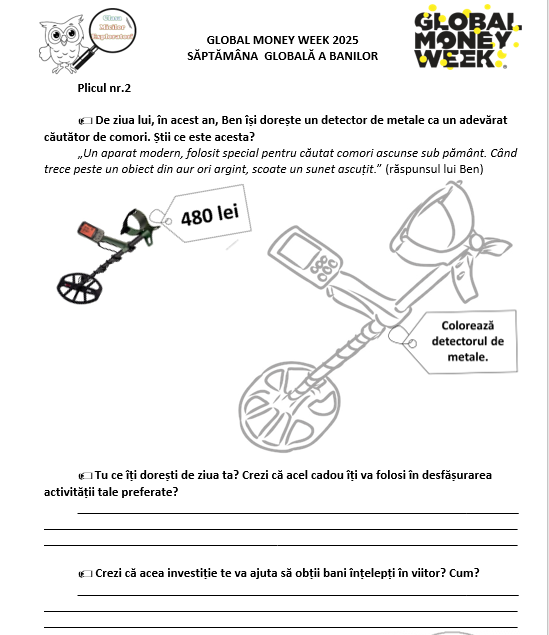 Clasa
Micilor
Exploratori
GLOBAL MONEY WEEK 2025
SĂPTĂMÂNA GLOBALĂ A BANILOR
GLOBAL
MONEY
WEEK
Plicul nr.2
De ziua lui, în acest an, Ben își dorește un detector de metale ca un adevărat
căutător de comori. Știi ce este acesta?
„Un aparat modern, folosit special pentru căutat comori ascunse sub pământ. Când
trece peste un obiect din aur ori argint, scoate un sunet ascuțit.” (răspunsul lui Ben)
480 lei
Colorează
detectorul de
metale.
Tu ce îți dorești de ziua ta? Crezi că acel cadou îți va folosi în desfășurarea
activității tale preferate?
Crezi că acea investiție te va ajuta să obții bani înțelepți în viitor? Cum?